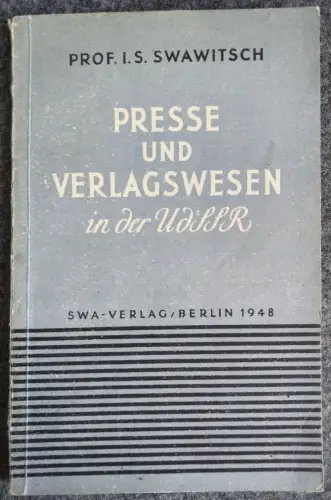 PROF. I. S. SWAWITSCH
PRESSE
UND
VERLAGSWESEN
in der UdSSR
SWA-VERLAG/BERLIN 1948